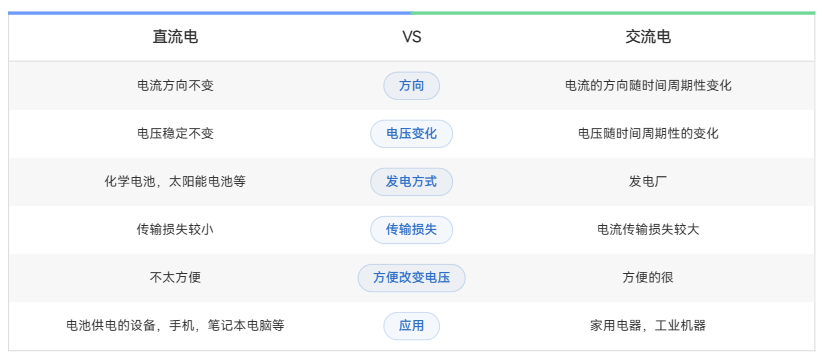 直流电 VS 交流电
电流方向不变 方向 电流的方向随时间周期性变化
电压稳定不变 电压变化 电压随时间周期性的变化
化学电池，太阳能电池等 发电方式 发电厂
传输损失较小 传输损失 电流传输损失较大
不太方便 方便改变电压 方便的很
电池供电的设备，手机，笔记本电脑等 应用 家用电器，工业机器